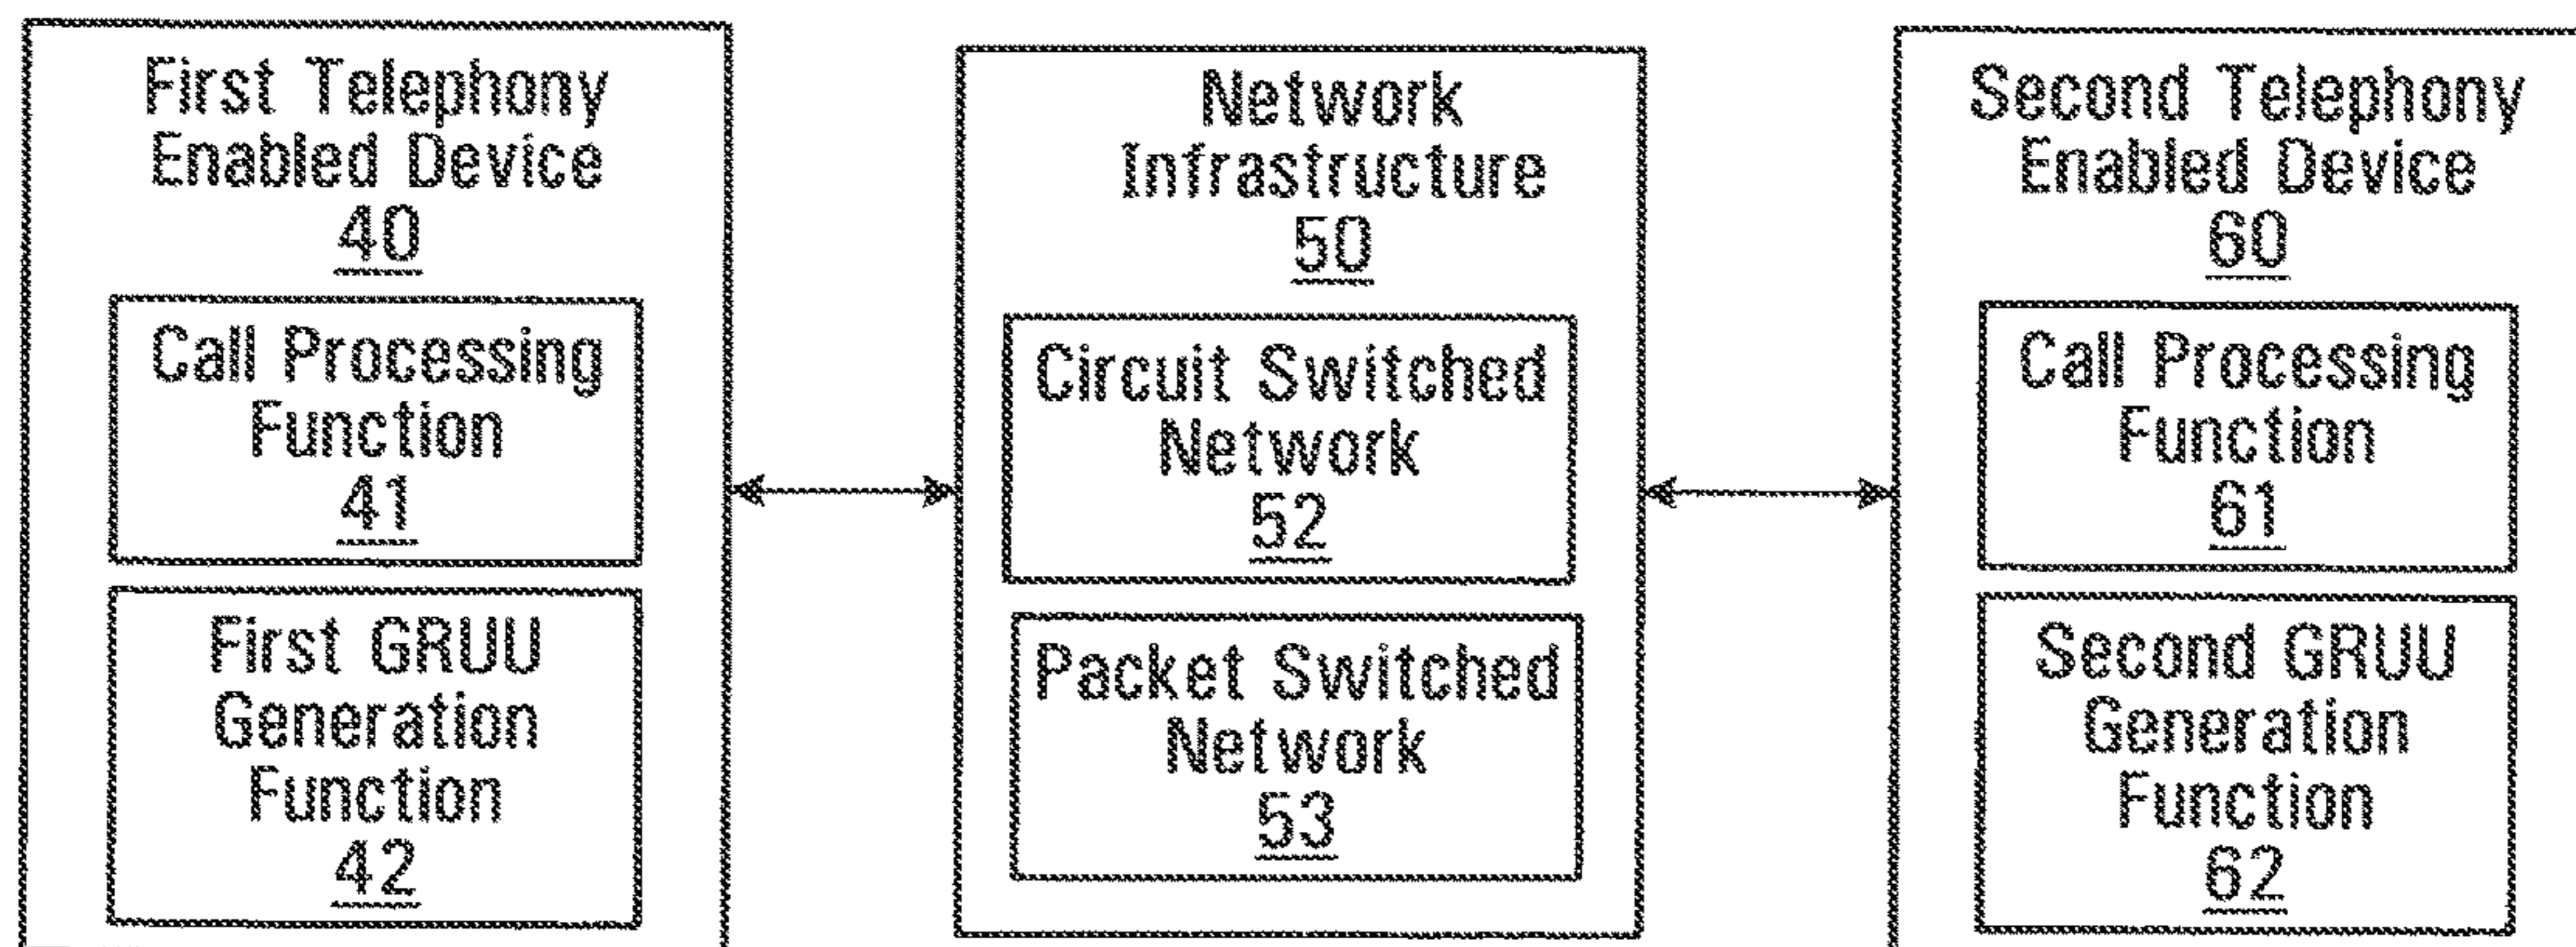 First Telephony
Enabled Device
40
Call Processing
Function
41
First GRUU
Generation
Function
42
Network
Infrastructure
50
Circuit Switched
Network
52
Packet Switched
Network
53
Second Telephony
Enabled Device
60
Call Processing
Function
61
Second GRUU
Generation
Function
62